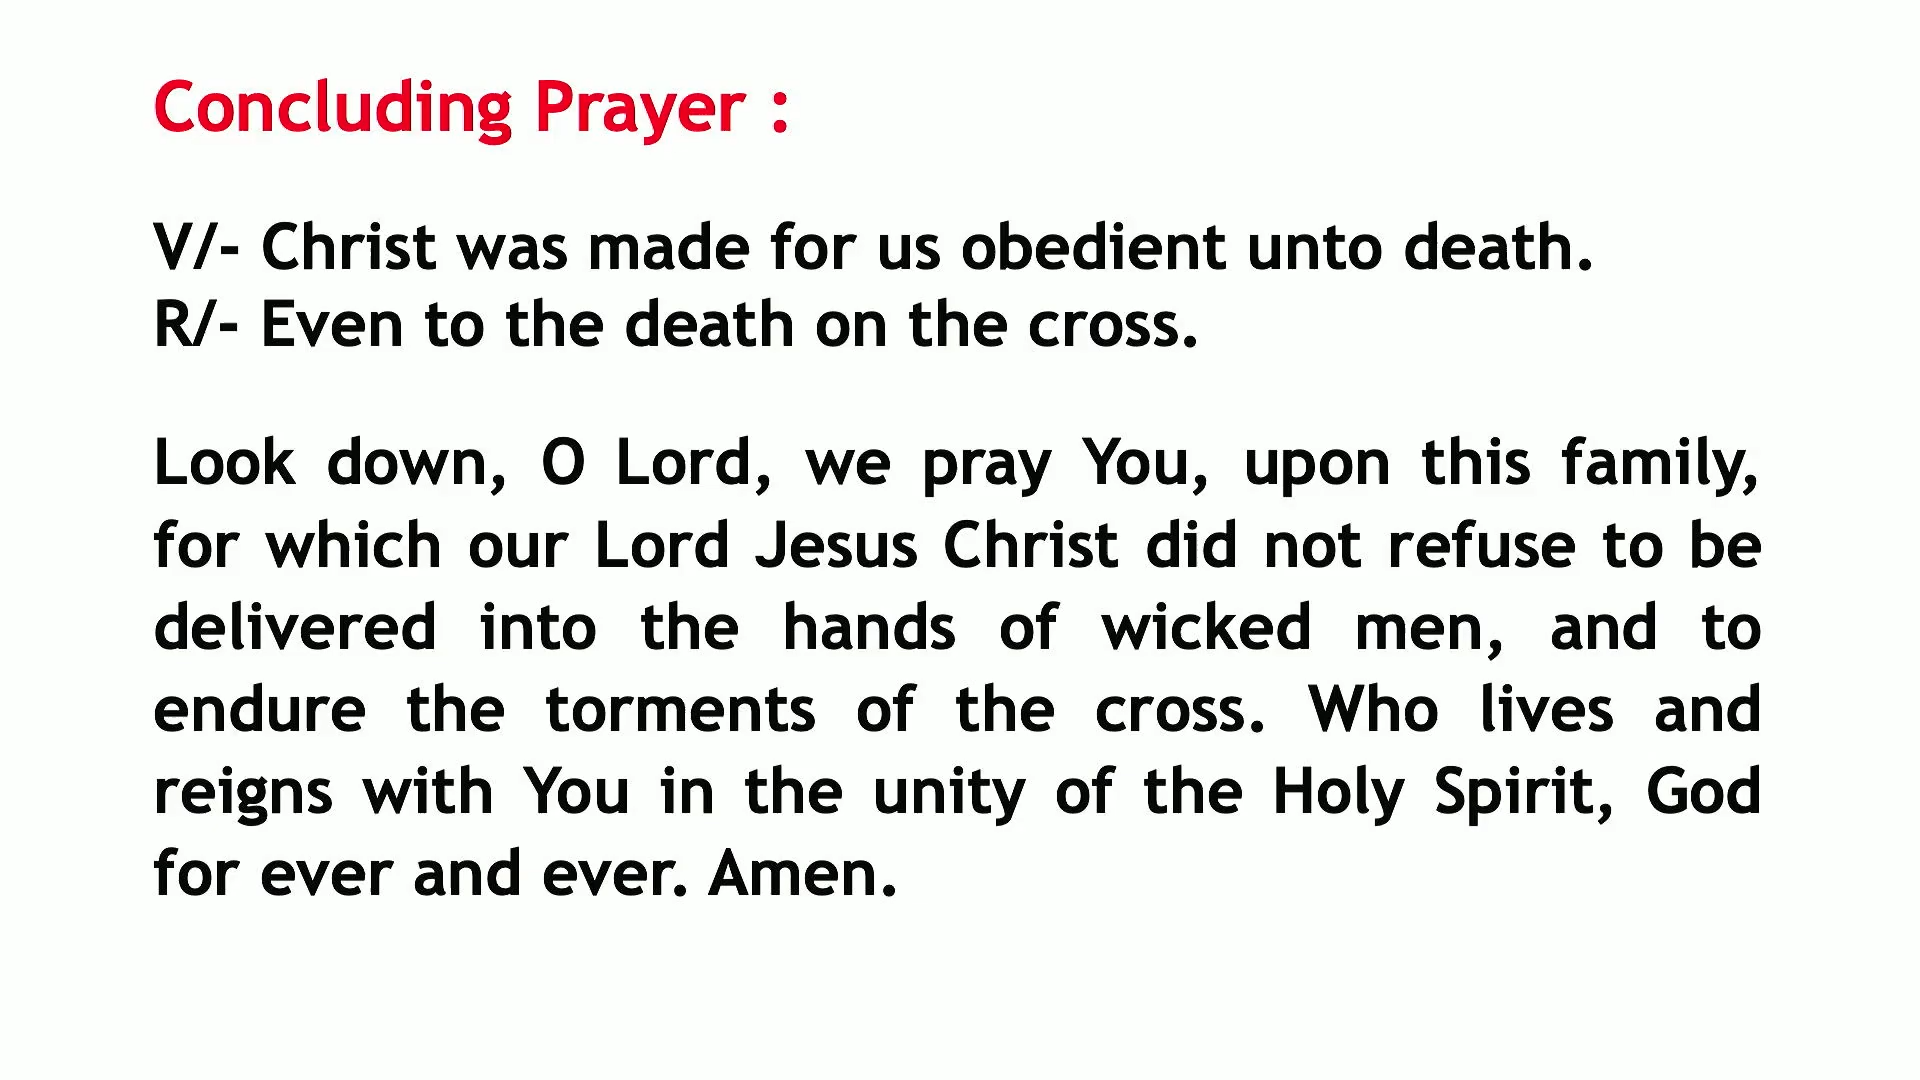 Concluding Prayer :
V/- Christ was made for us obedient unto death.
R/- Even to the death on the cross.
Look down, O Lord, we pray You, upon this family,
for which our Lord Jesus Christ did not refuse to be
delivered into the hands of wicked men, and to
endure the torments of the cross. Who lives and
reigns with You in the unity of the Holy Spirit, God
for ever and ever. Amen.